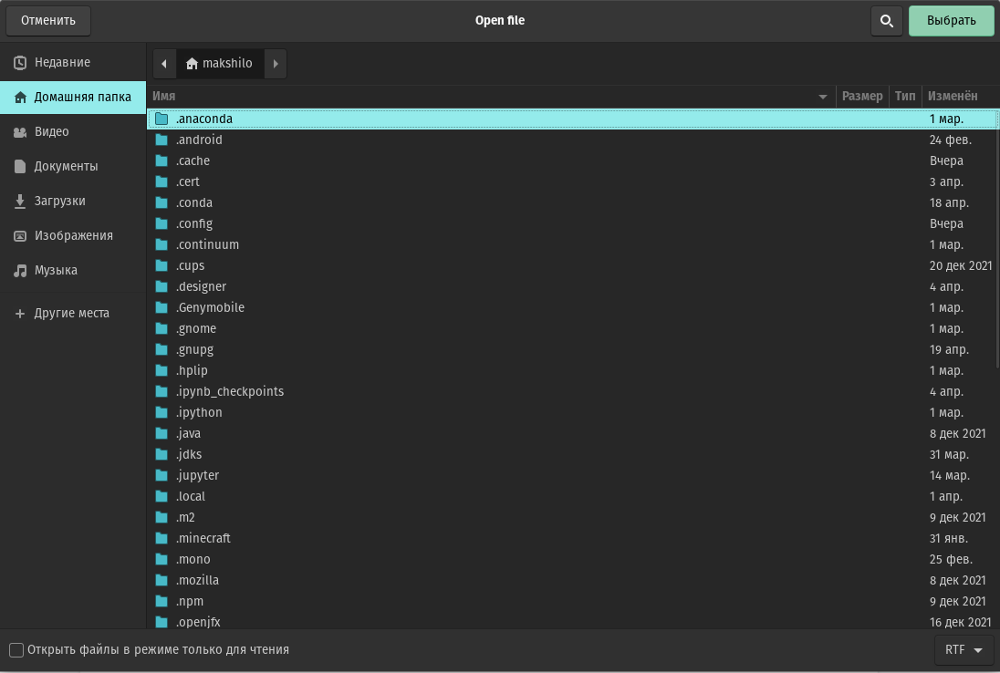 Отменить Open file Выбрать
Недавние
Домашняя папка
Видео
Документы
Загрузки
Изображения
Музыка
Другие места
makshilo
Имя Размер Тип Изменён
.anaconda 1 мар.
.android 24 фев.
.cache Вчера
.cert 3 апр.
.conda 18 апр.
.config Вчера
.continuum 1 мар.
.cups 20 дек 2021
.designer 4 апр.
.Genymobile 1 мар.
.gnome 1 мар.
.gnupg 19 апр.
.hplip 1 мар.
.ipynb_checkpoints 4 апр.
.ipython 1 мар.
.java 8 дек 2021
.jdks 31 мар.
.jupyter 14 мар.
.local 1 апр.
.m2 9 дек 2021
.minecraft 31 янв.
.mono 25 фев.
.mozilla 8 дек 2021
.npm 9 дек 2021
.openjfx 16 дек 2021
Открыть файлы в режиме только для чтения RTF